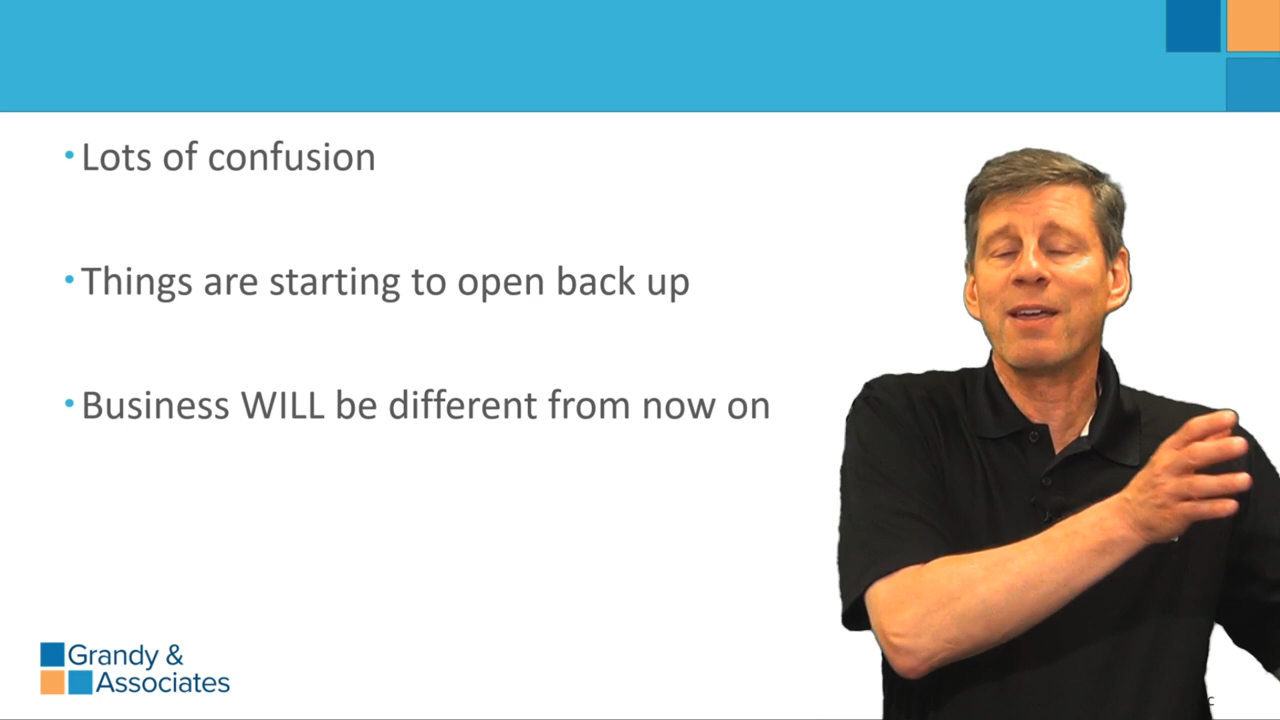 • Lots of confusion
• Things are starting to open back up
• Business WILL be different from now on
Grandy &
Associates